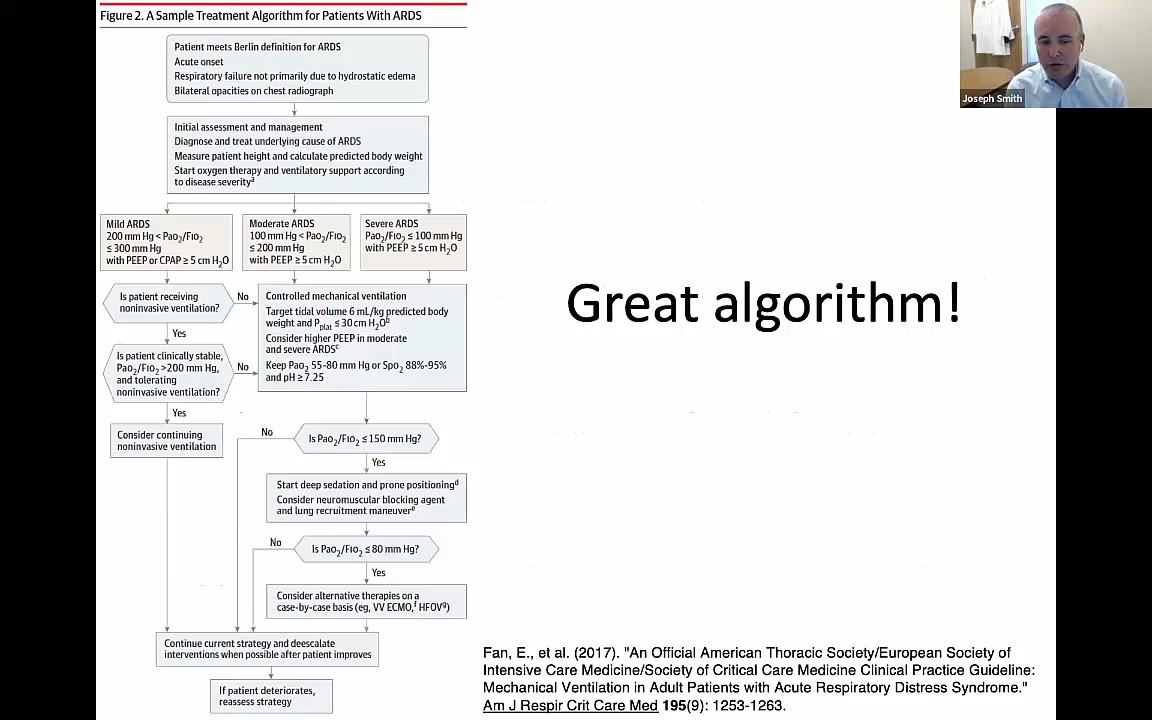 Figure 2. A Sample Treatment Algorithm for Patients With ARDS
Patient meets Berlin definition for ARDS
Acute onset
Respiratory failure not primarily due to hydrostatic edema
Bilateral opacities on chest radiograph
Initial assessment and management
Diagnose and treat underlying cause of ARDS
Measure patient height and calculate predicted body weight
Start oxygen therapy and ventilatory support according
to disease severityᵃ
Mild ARDS
200 mm Hg < PaO₂/FIO₂
≤ 300 mm Hg
with PEEP or CPAP ≥ 5 cm H₂O
Moderate ARDS
100 mm Hg < PaO₂/FIO₂
≤ 200 mm Hg
with PEEP ≥ 5 cm H₂O
Severe ARDS
PaO₂/FIO₂ ≤ 100 mm Hg
with PEEP ≥ 5 cm H₂O
Is patient receiving
noninvasive ventilation?
No
Yes
Controlled mechanical ventilation
Target tidal volume 6 mL/kg predicted body
weight and Pplat ≤ 30 cm H₂Oᵇ
Consider higher PEEP in moderate
and severe ARDSᶜ
Keep PaO₂ 55-80 mm Hg or SpO₂ 88%-95%
and pH ≥ 7.25
Is patient clinically stable,
PaO₂/FIO₂ >200 mm Hg,
and tolerating
noninvasive ventilation?
No
Yes
Consider continuing
noninvasive ventilation
Is PaO₂/FIO₂ ≤ 150 mm Hg?
No
Yes
Start deep sedation and prone positioningᵈ
Consider neuromuscular blocking agent
and lung recruitment maneuverᵉ
Is PaO₂/FIO₂ ≤ 80 mm Hg?
No
Yes
Consider alternative therapies on a
case-by-case basis (eg, VV ECMO,ᶠ HFOVᵍ)
Continue current strategy and deescalate
interventions when possible after patient improves
If patient deteriorates,
reassess strategy
Great algorithm!
Fan, E., et al. (2017). "An Official American Thoracic Society/European Society of
Intensive Care Medicine/Society of Critical Care Medicine Clinical Practice Guideline:
Mechanical Ventilation in Adult Patients with Acute Respiratory Distress Syndrome."
Am J Respir Crit Care Med 195(9): 1253-1263.
Joseph Smith